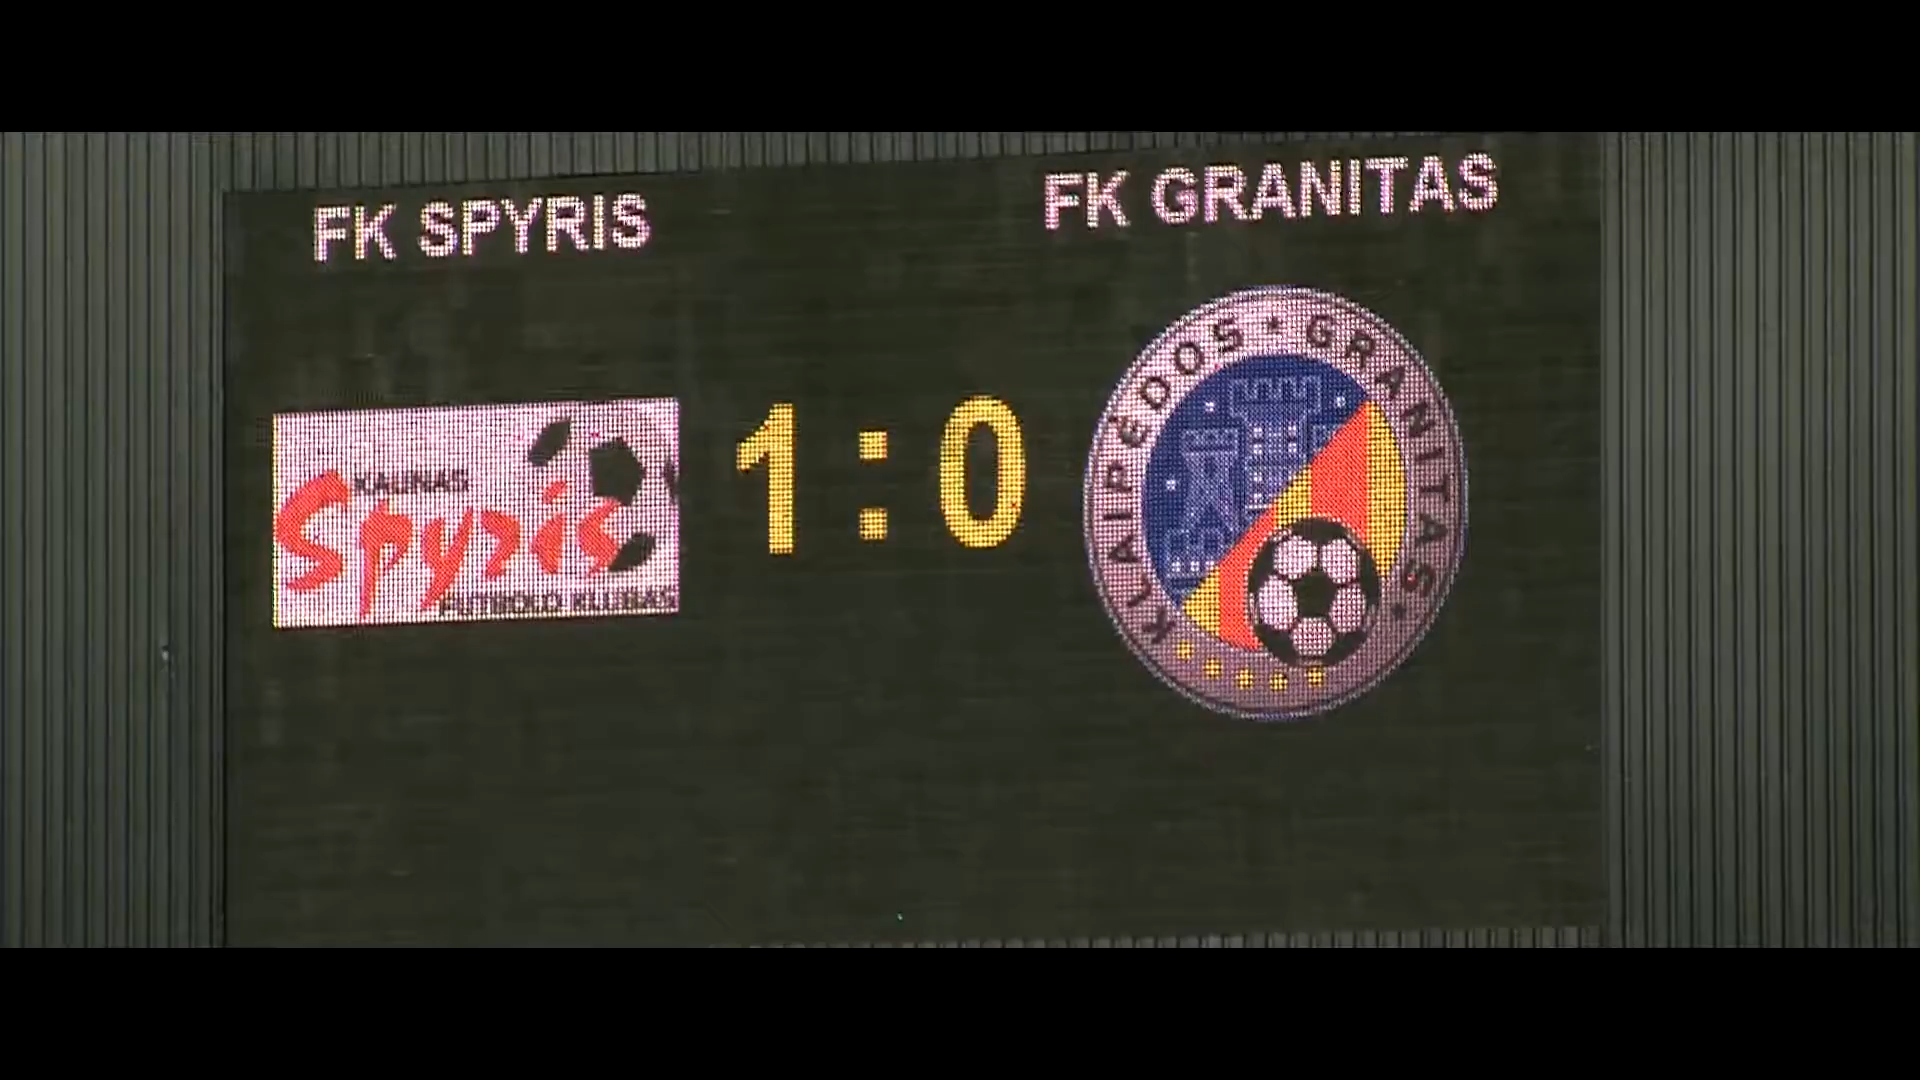 FK SPYRIS
FK GRANITAS
KAUNAS
Spyris
FUTBOLO KLUBAS
1:0
KLAIPĖDOS • GRANITAS •